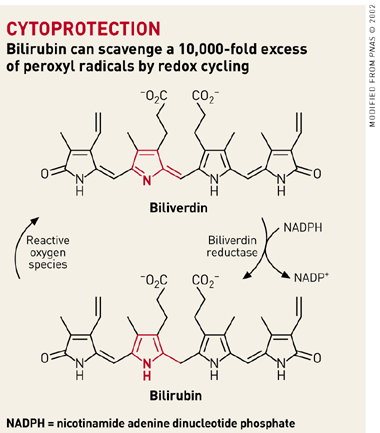 CYTOPROTECTION
Bilirubin can scavenge a 10,000-fold excess
of peroxyl radicals by redox cycling
MODIFIED FROM PNAS © 2002
⁻O₂C CO₂⁻
O N H N N H N H O
Biliverdin
Reactive
oxygen
species
Biliverdin
reductase
NADPH
NADP⁺
⁻O₂C CO₂⁻
O N H N H N H N H O
Bilirubin
NADPH = nicotinamide adenine dinucleotide phosphate